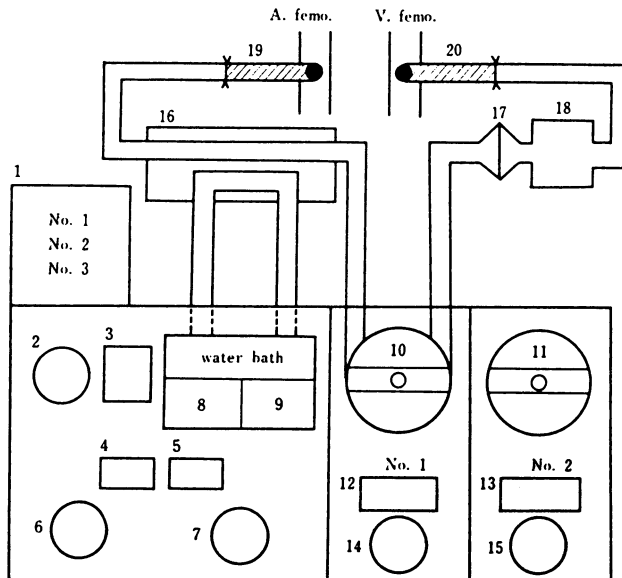 A. femo. V. femo.
19 20
16 17 18
1
No. 1
No. 2
No. 3
2 3 water bath 10 11
8 9
4 5 No. 1 No. 2
12 13
6 7 14 15